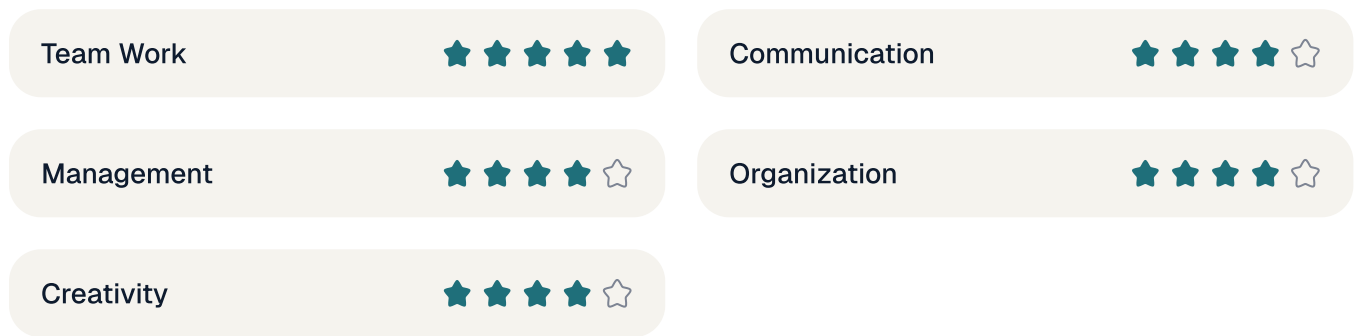 Team Work
Communication
Management
Organization
Creativity